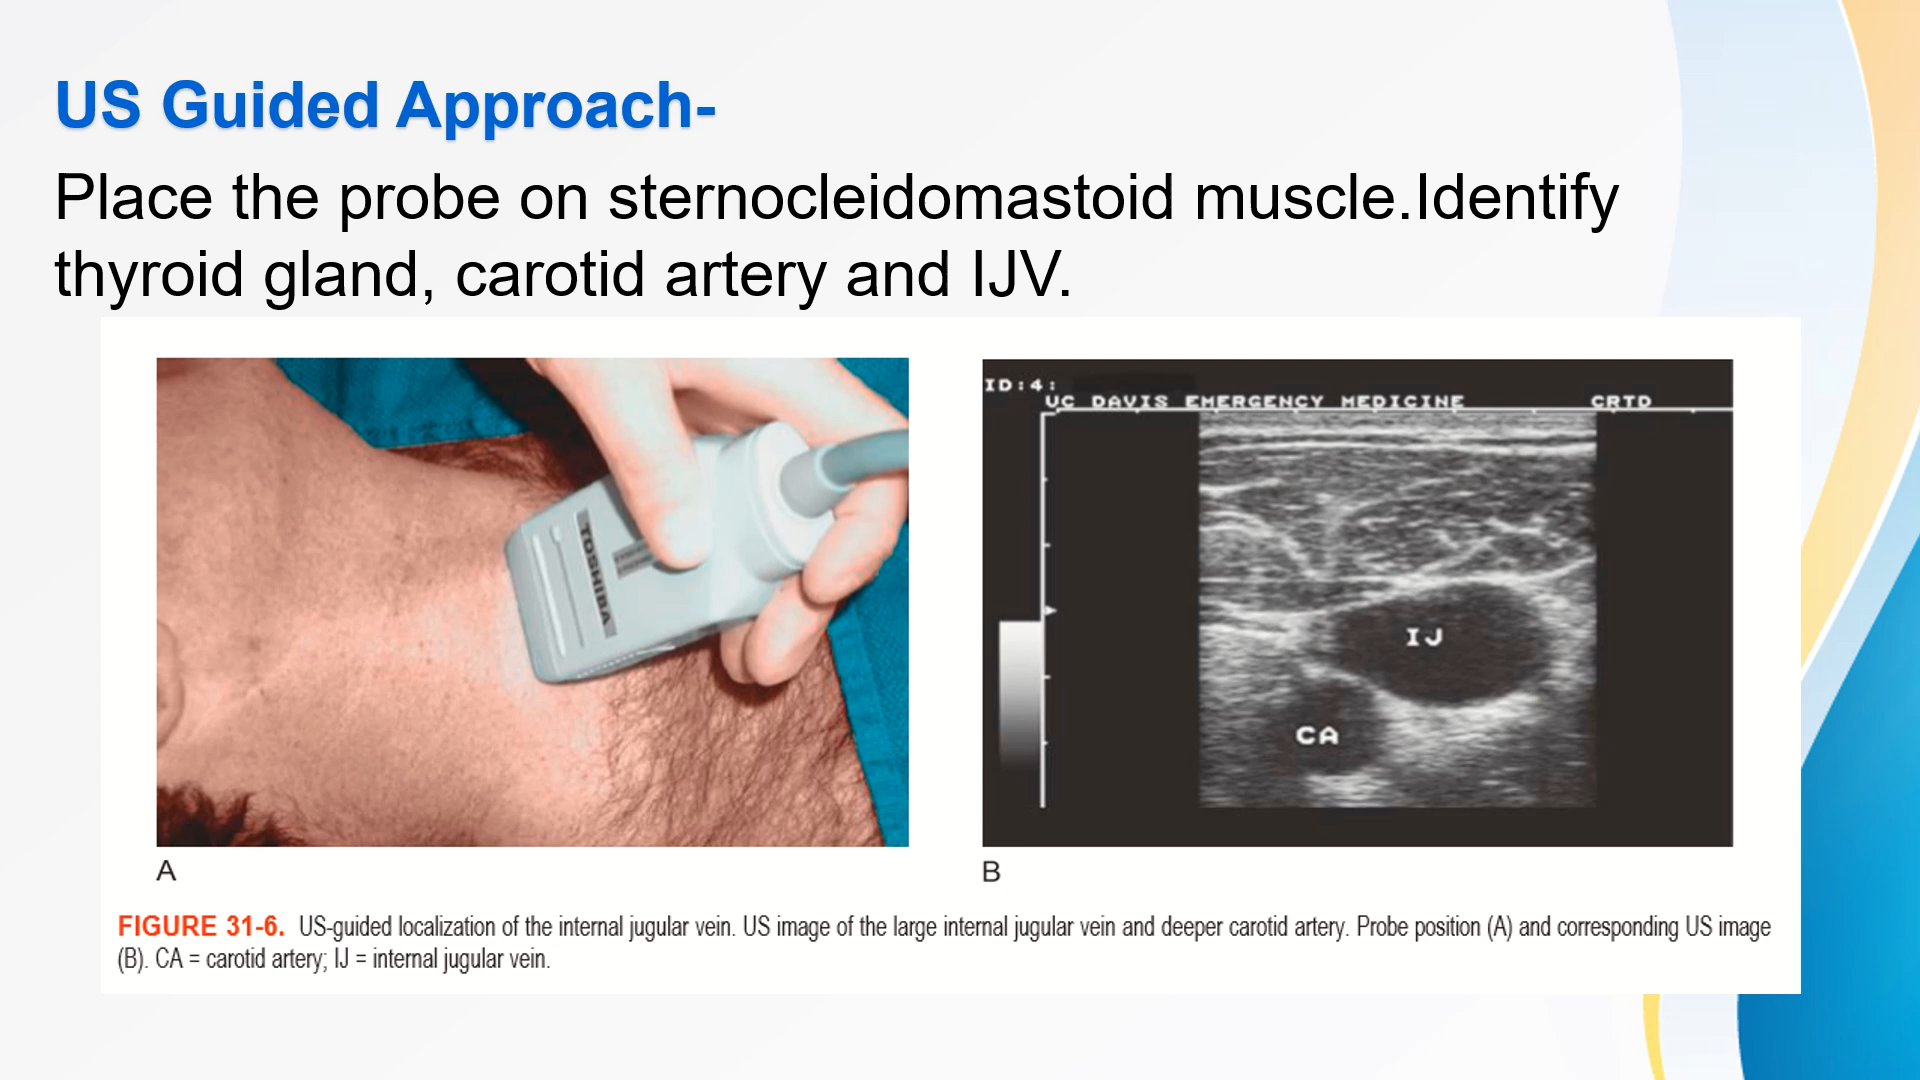 US Guided Approach-
Place the probe on sternocleidomastoid muscle.Identify
thyroid gland, carotid artery and IJV.
TOSHIBA
ID:4:
UC DAVIS EMERGENCY MEDICINE CRTD
IJ
CA
A
B
FIGURE 31-6. US-guided localization of the internal jugular vein. US image of the large internal jugular vein and deeper carotid artery. Probe position (A) and corresponding US image
(B). CA = carotid artery; IJ = internal jugular vein.